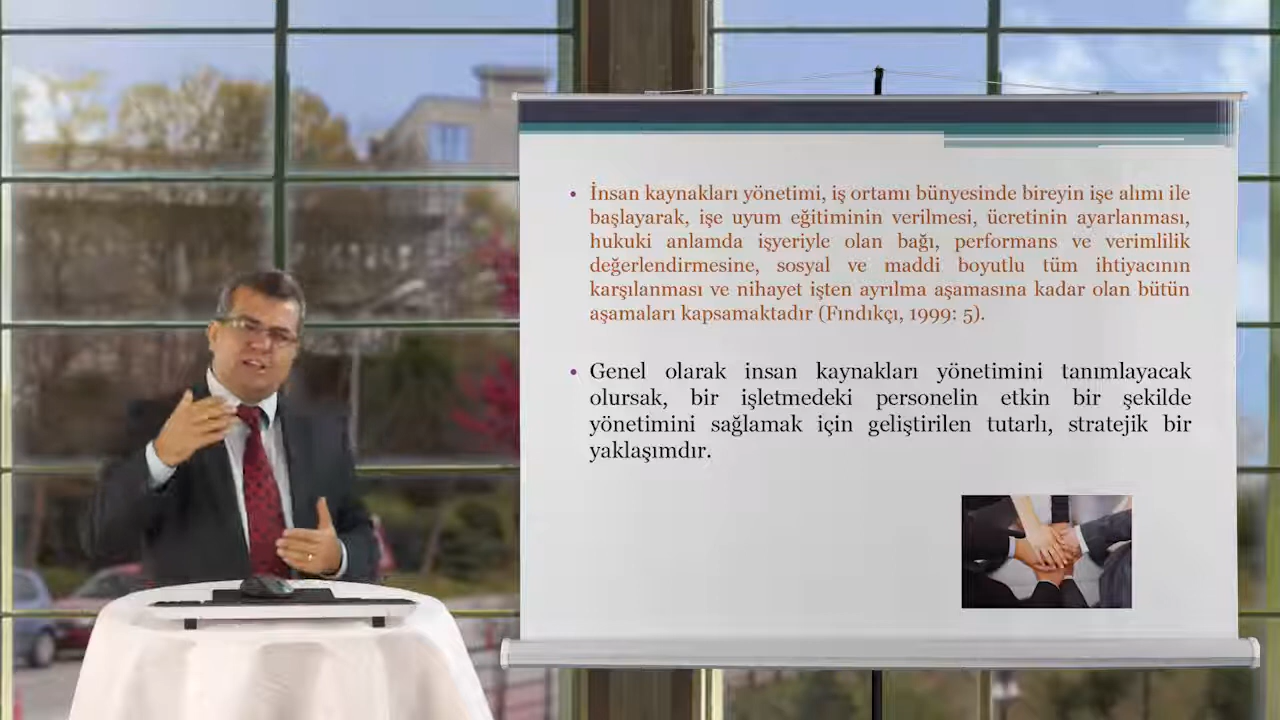 • İnsan kaynakları yönetimi, iş ortamı bünyesinde bireyin işe alımı ile
başlayarak, işe uyum eğitiminin verilmesi, ücretinin ayarlanması,
hukuki anlamda işyeriyle olan bağı, performans ve verimlilik
değerlendirmesine, sosyal ve maddi boyutlu tüm ihtiyacının
karşılanması ve nihayet işten ayrılma aşamasına kadar olan bütün
aşamaları kapsamaktadır (Fındıkçı, 1999: 5).
• Genel olarak insan kaynakları yönetimini tanımlayacak
olursak, bir işletmedeki personelin etkin bir şekilde
yönetimini sağlamak için geliştirilen tutarlı, stratejik bir
yaklaşımdır.